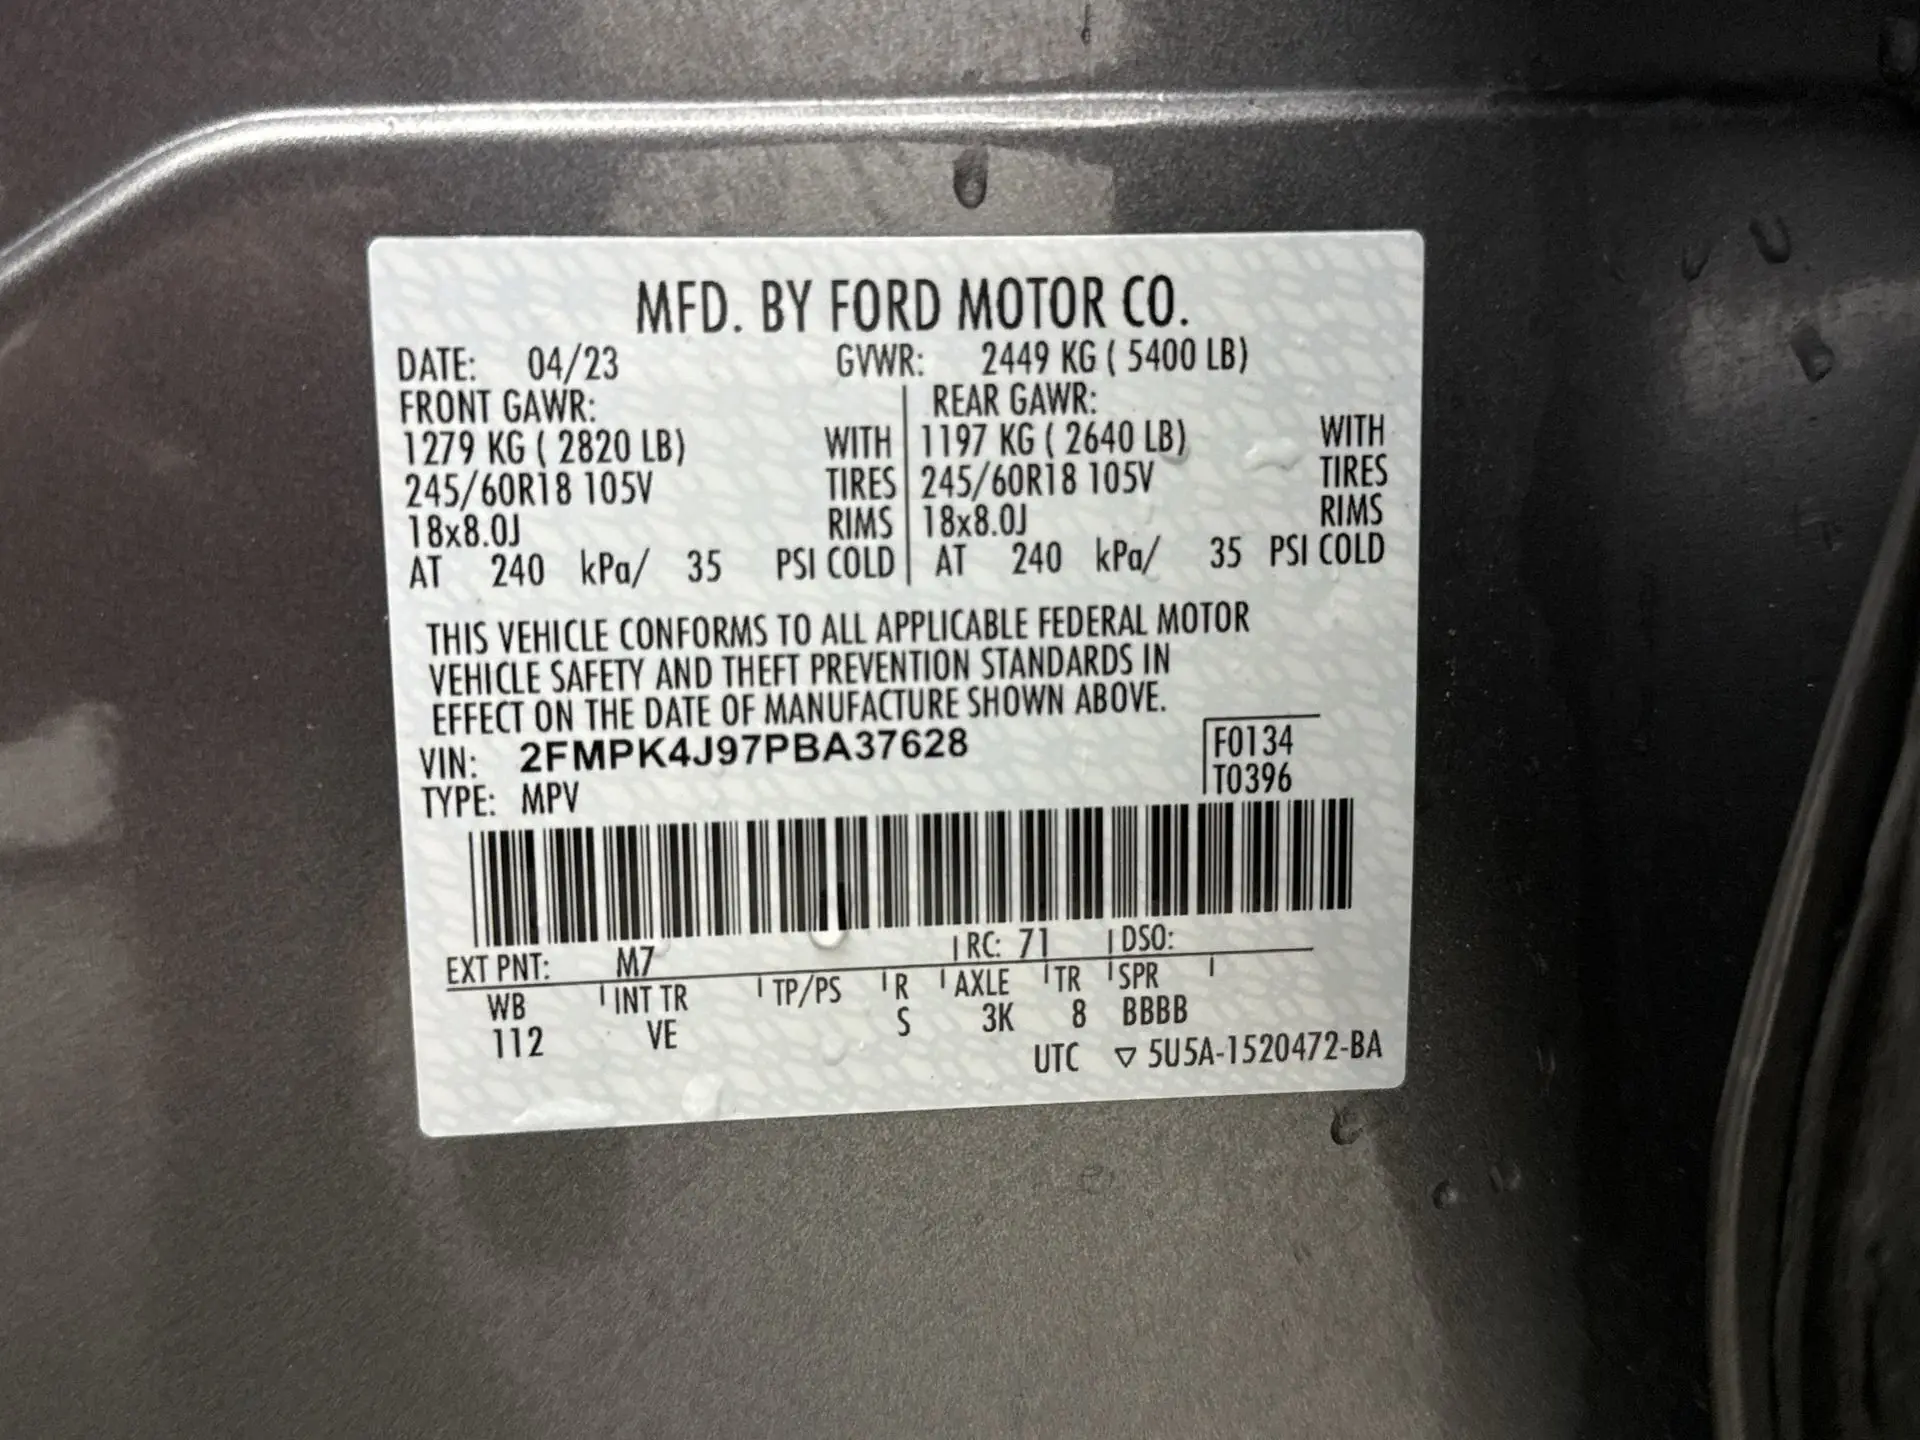 MFD. BY FORD MOTOR CO.
DATE: 04/23 GVWR: 2449 KG ( 5400 LB)
FRONT GAWR: REAR GAWR:
1279 KG ( 2820 LB) WITH 1197 KG ( 2640 LB) WITH
245/60R18 105V TIRES 245/60R18 105V TIRES
18x8.0J RIMS 18x8.0J RIMS
AT 240 kPa/ 35 PSI COLD AT 240 kPa/ 35 PSI COLD
THIS VEHICLE CONFORMS TO ALL APPLICABLE FEDERAL MOTOR
VEHICLE SAFETY AND THEFT PREVENTION STANDARDS IN
EFFECT ON THE DATE OF MANUFACTURE SHOWN ABOVE.
VIN: 2FMPK4J97PBA37628 F0134
TYPE: MPV T0396
EXT PNT: M7 RC: 71 DSO:
WB INT TR TP/PS R AXLE TR SPR
112 VE S 3K 8 BBBB
UTC ▽ 5U5A-1520472-BA